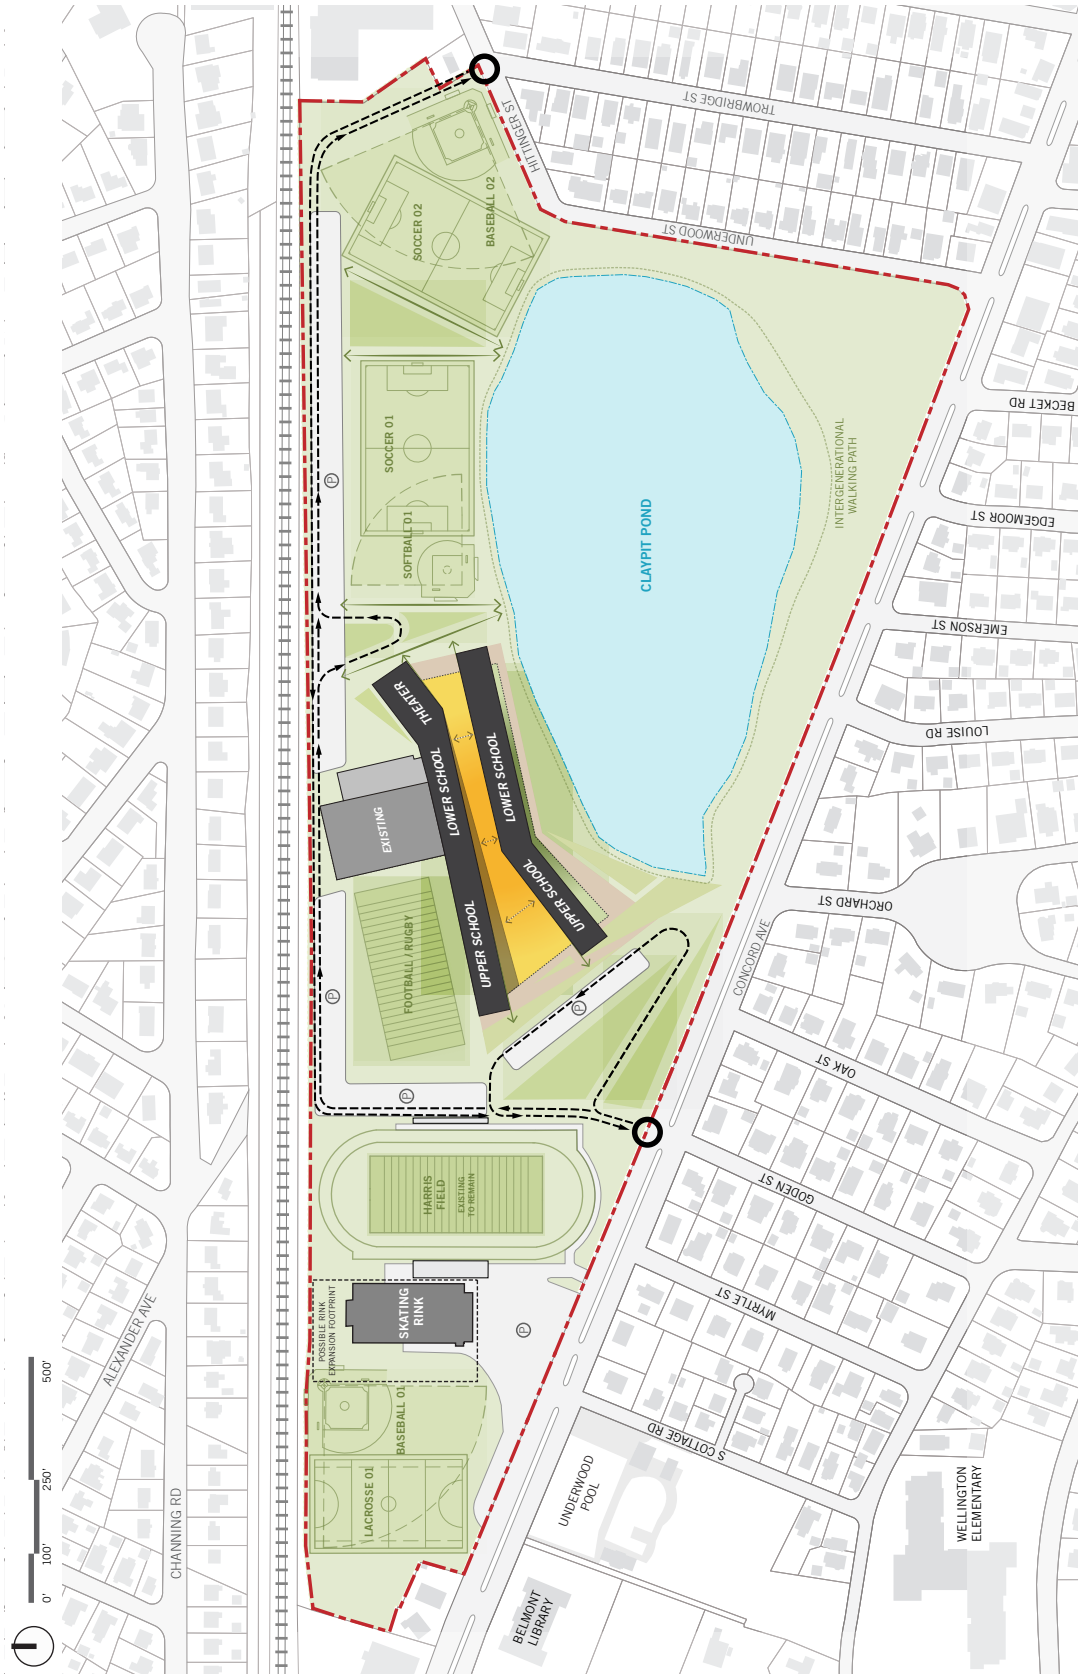 TROWBRIDGE ST
HITTINGER ST
UNDERWOOD ST
BASEBALL 02
SOCCER 02
SOCCER 01
SOFTBALL 01
P
CLAYPIT POND
INTERGENERATIONAL
WALKING PATH
BECKET RD
EDGEMOOR ST
EMERSON ST
LOUISE RD
ORCHARD ST
CONCORD AVE
OAK ST
GODEN ST
MYRTLE ST
S COTTAGE RD
THEATER
LOWER SCHOOL
LOWER SCHOOL
EXISTING
UPPER SCHOOL
UPPER SCHOOL
FOOTBALL / RUGBY
P
P
P
HARRIS
FIELD
EXISTING
TO REMAIN
POSSIBLE RINK
EXPANSION FOOTPRINT
SKATING
RINK
P
BASEBALL 01
LACROSSE 01
UNDERWOOD
POOL
BELMONT
LIBRARY
WELLINGTON
ELEMENTARY
ALEXANDER AVE
CHANNING RD
0'
100'
250'
500'